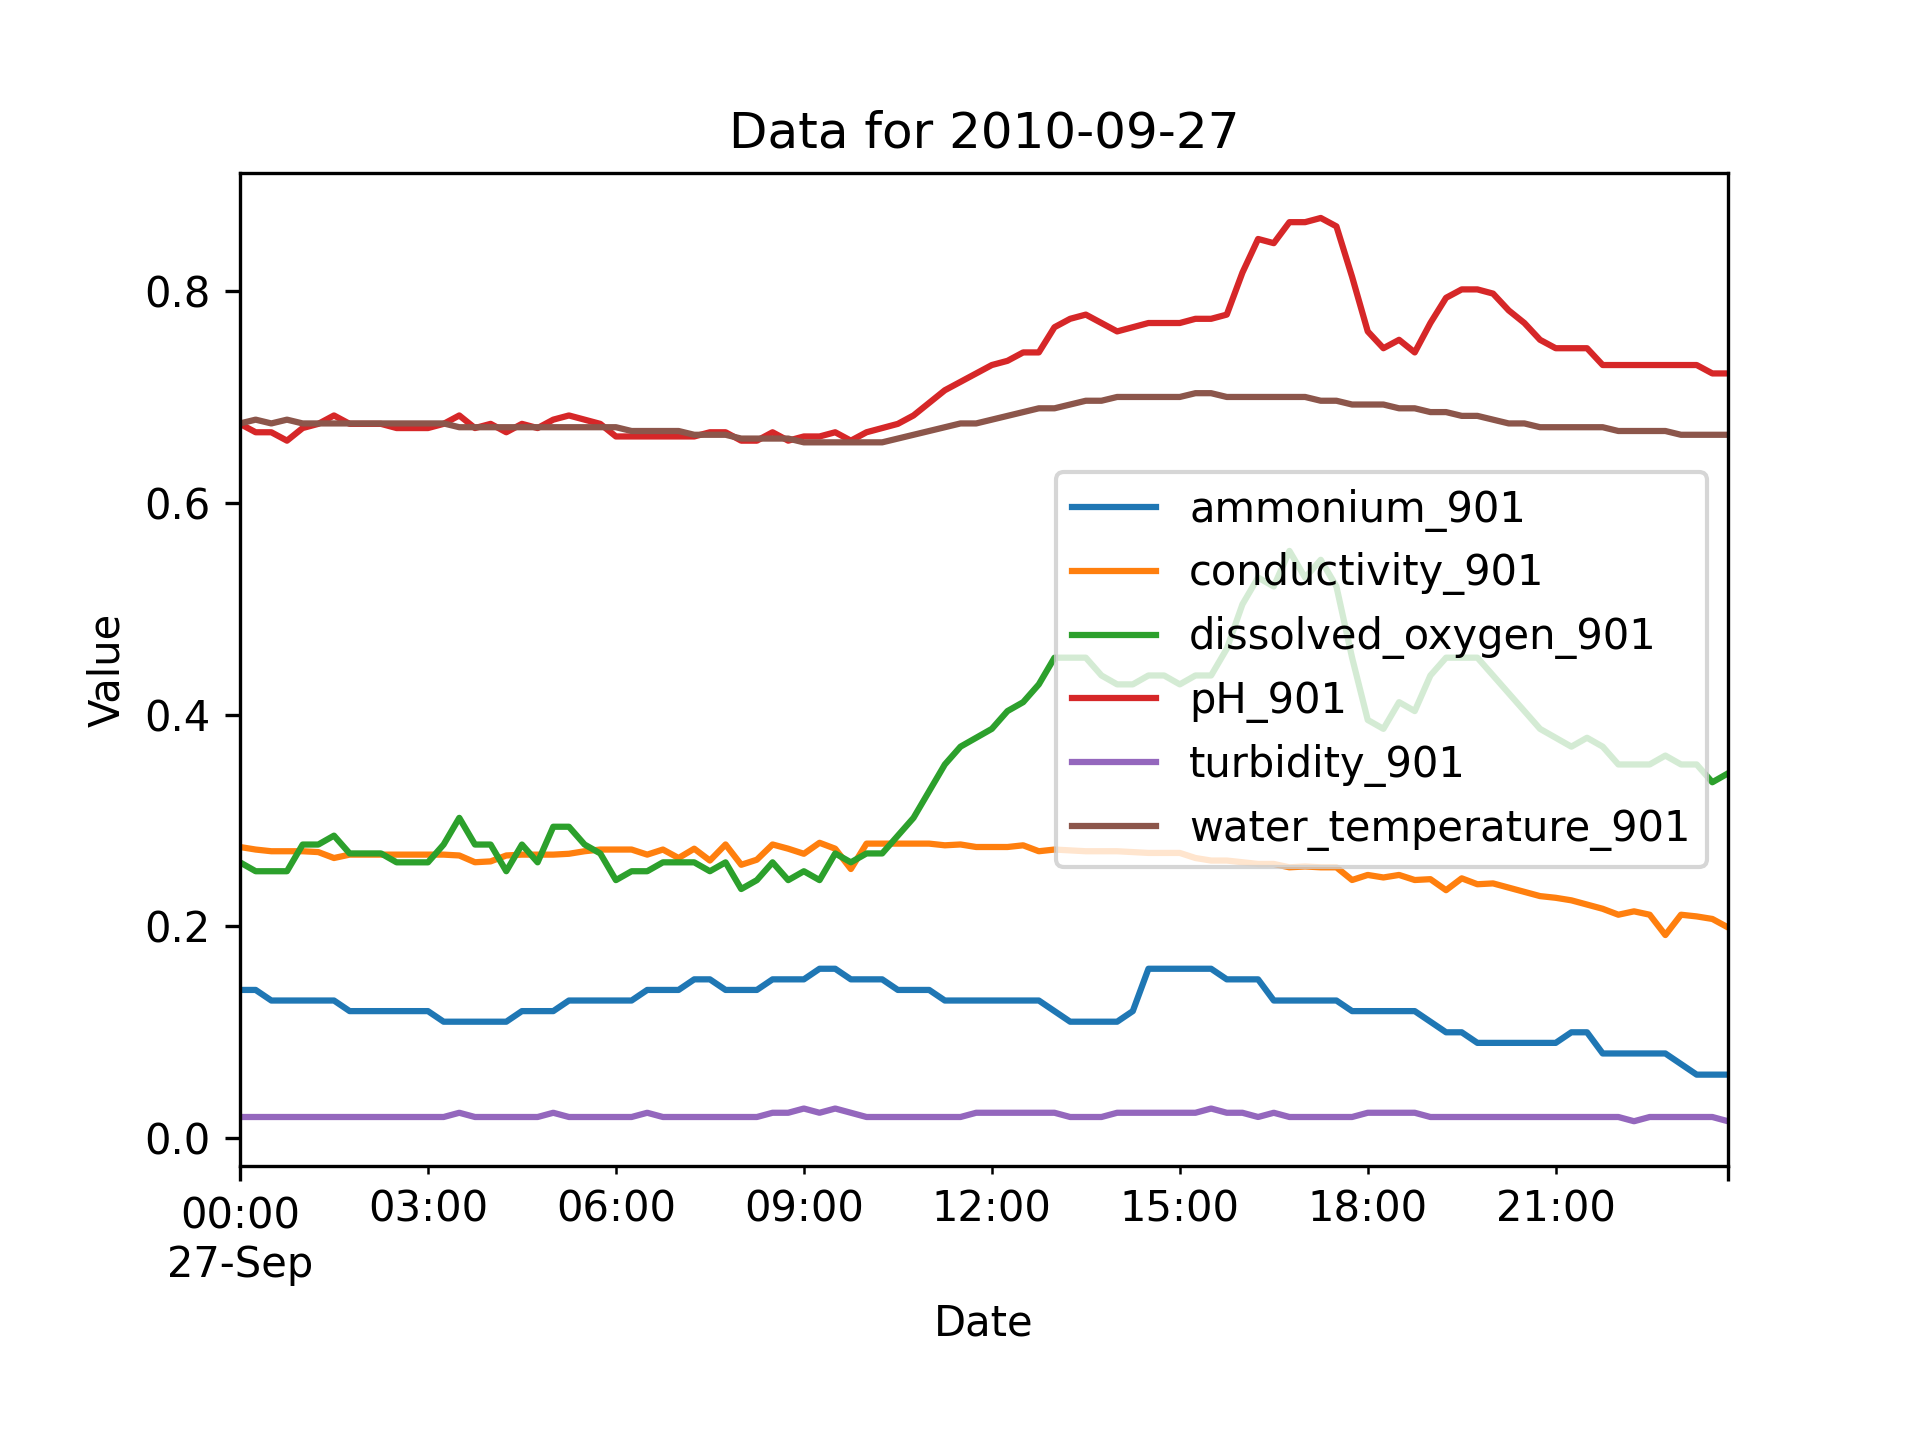 Data for 2010-09-27
Value
0.8
0.6
0.4
0.2
0.0
ammonium_901
conductivity_901
dissolved_oxygen_901
pH_901
turbidity_901
water_temperature_901
00:00 03:00 06:00 09:00 12:00 15:00 18:00 21:00
27-Sep
Date